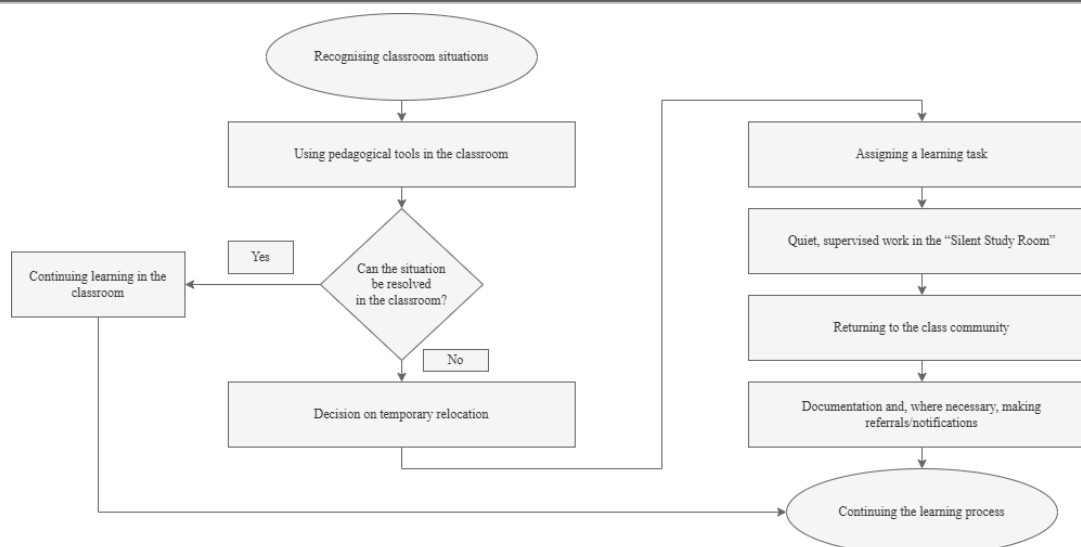 Recognising classroom situations
Using pedagogical tools in the classroom
Can the situation
be resolved
in the classroom?
Yes
Continuing learning in the
classroom
No
Decision on temporary relocation
Assigning a learning task
Quiet, supervised work in the “Silent Study Room”
Returning to the class community
Documentation and, where necessary, making
referrals/notifications
Continuing the learning process